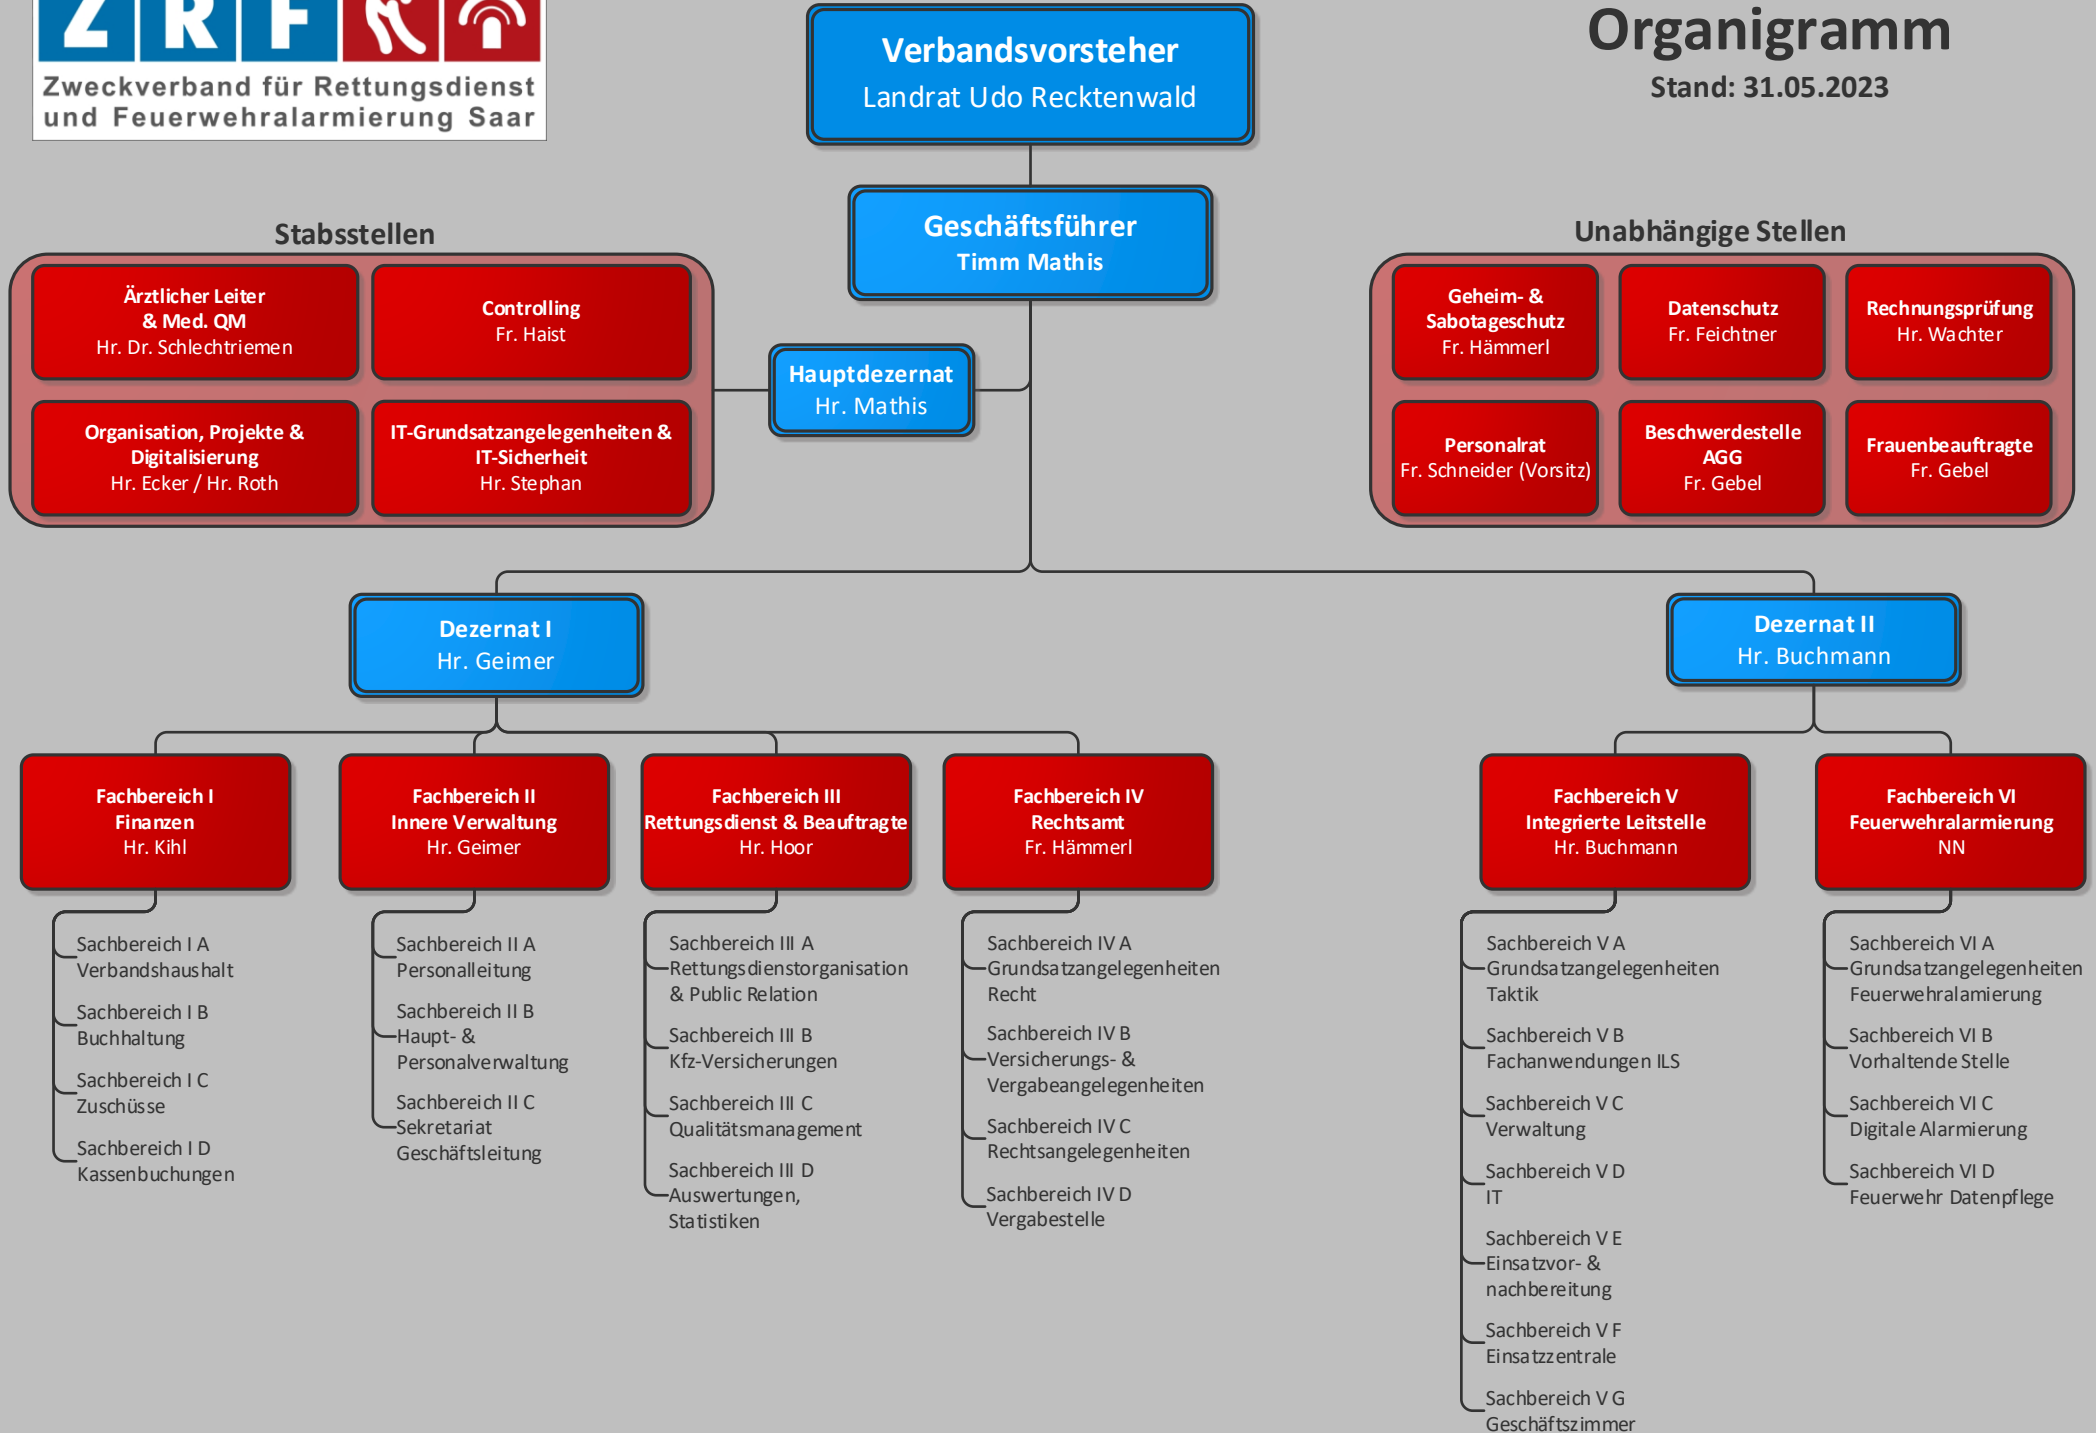 ZRF
Zweckverband für Rettungsdienst
und Feuerwehralarmierung Saar
Verbandsvorsteher
Landrat Udo Recktenwald
Organigramm
Stand: 31.05.2023
Geschäftsführer
Timm Mathis
Stabsstellen
Ärztlicher Leiter
& Med. QM
Hr. Dr. Schlechtriemen
Controlling
Fr. Haist
Organisation, Projekte &
Digitalisierung
Hr. Ecker / Hr. Roth
IT-Grundsatzangelegenheiten &
IT-Sicherheit
Hr. Stephan
Hauptdezernat
Hr. Mathis
Unabhängige Stellen
Geheim- &
Sabotageschutz
Fr. Hämmerl
Datenschutz
Fr. Feichtner
Rechnungsprüfung
Hr. Wachter
Personalrat
Fr. Schneider (Vorsitz)
Beschwerdestelle
AGG
Fr. Gebel
Frauenbeauftragte
Fr. Gebel
Dezernat I
Hr. Geimer
Dezernat II
Hr. Buchmann
Fachbereich I
Finanzen
Hr. Kihl
Sachbereich I A
Verbandshaushalt
Sachbereich I B
Buchhaltung
Sachbereich I C
Zuschüsse
Sachbereich I D
Kassenbuchungen
Fachbereich II
Innere Verwaltung
Hr. Geimer
Sachbereich II A
Personalleitung
Sachbereich II B
Haupt- &
Personalverwaltung
Sachbereich II C
Sekretariat
Geschäftsleitung
Fachbereich III
Rettungsdienst & Beauftragte
Hr. Hoor
Sachbereich III A
Rettungsdienstorganisation
& Public Relation
Sachbereich III B
Kfz-Versicherungen
Sachbereich III C
Qualitätsmanagement
Sachbereich III D
Auswertungen,
Statistiken
Fachbereich IV
Rechtsamt
Fr. Hämmerl
Sachbereich IV A
Grundsatzangelegenheiten
Recht
Sachbereich IV B
Versicherungs- &
Vergabeangelegenheiten
Sachbereich IV C
Rechtsangelegenheiten
Sachbereich IV D
Vergabestelle
Fachbereich V
Integrierte Leitstelle
Hr. Buchmann
Sachbereich V A
Grundsatzangelegenheiten
Taktik
Sachbereich V B
Fachanwendungen ILS
Sachbereich V C
Verwaltung
Sachbereich V D
IT
Sachbereich V E
Einsatzvor- &
nachbereitung
Sachbereich V F
Einsatzzentrale
Sachbereich V G
Geschäftszimmer
Fachbereich VI
Feuerwehralarmierung
NN
Sachbereich VI A
Grundsatzangelegenheiten
Feuerwehralamierung
Sachbereich VI B
Vorhaltende Stelle
Sachbereich VI C
Digitale Alarmierung
Sachbereich VI D
Feuerwehr Datenpflege